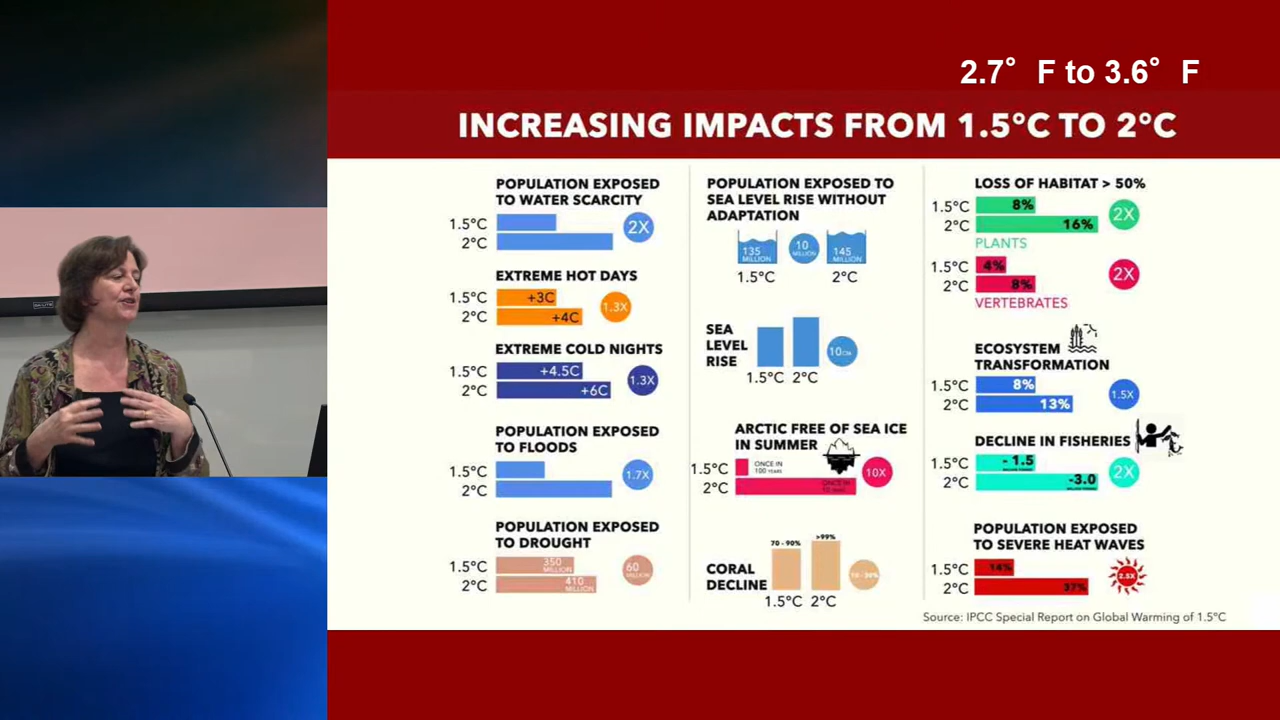 2.7° F to 3.6° F
INCREASING IMPACTS FROM 1.5°C TO 2°C
POPULATION EXPOSED
TO WATER SCARCITY
1.5°C
2°C
2X
EXTREME HOT DAYS
1.5°C +3C
2°C +4C
1.3X
EXTREME COLD NIGHTS
1.5°C +4.5C
2°C +6C
1.3X
POPULATION EXPOSED
TO FLOODS
1.5°C
2°C
1.7X
POPULATION EXPOSED
TO DROUGHT
1.5°C 350 MILLION
2°C 410 MILLION
60 MILLION
POPULATION EXPOSED TO
SEA LEVEL RISE WITHOUT
ADAPTATION
135 MILLION
10 MILLION
145 MILLION
1.5°C 2°C
SEA
LEVEL
RISE
10 CM
1.5°C 2°C
ARCTIC FREE OF SEA ICE
IN SUMMER
1.5°C ONCE IN
100 YEARS
2°C ONCE IN
10X
70 - 90% >99%
CORAL
DECLINE
1.5°C 2°C
LOSS OF HABITAT > 50%
1.5°C 8%
2°C 16%
2X
PLANTS
1.5°C 4%
2°C 8%
2X
VERTEBRATES
ECOSYSTEM
TRANSFORMATION
1.5°C 8%
2°C 13%
1.5X
DECLINE IN FISHERIES
1.5°C - 1.5
2°C -3.0
2X
POPULATION EXPOSED
TO SEVERE HEAT WAVES
1.5°C 14%
2°C 37%
2.5X
Source: IPCC Special Report on Global Warming of 1.5°C